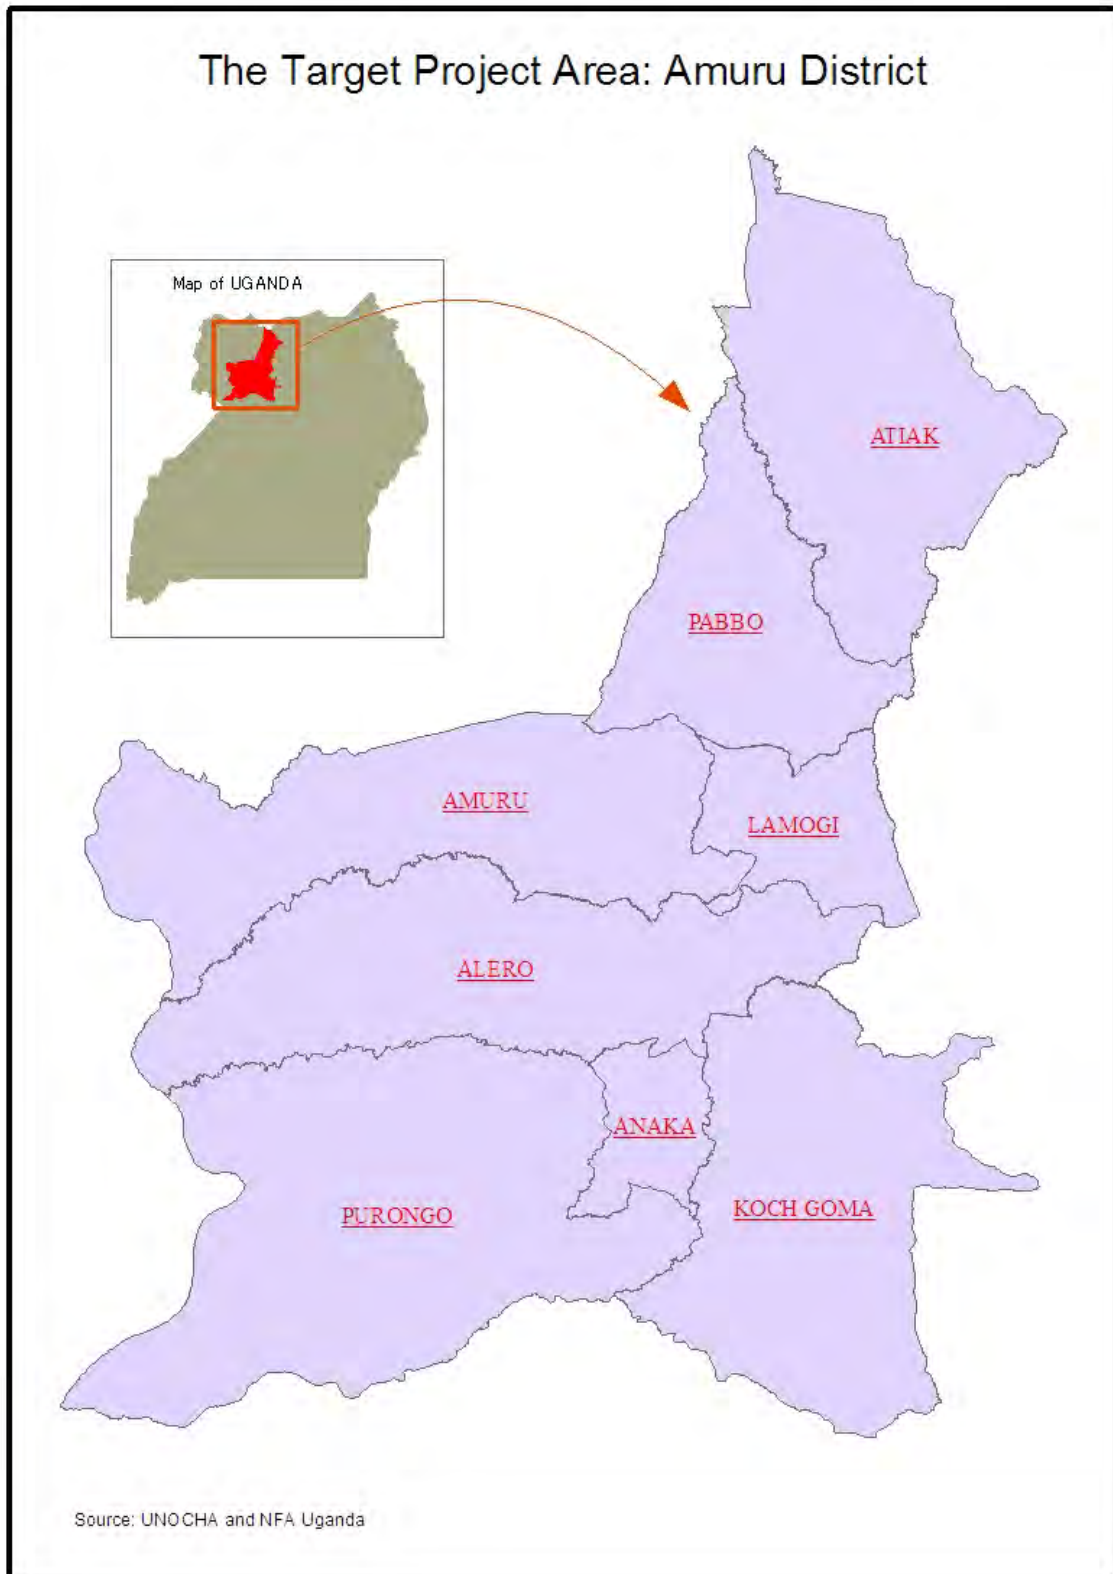 The Target Project Area: Amuru District
Map of UGANDA
ATIAK
PABBO
AMURU
LAMOGI
ALERO
ANAKA
PURONGO
KOCH GOMA
Source: UNOCHA and NFA Uganda